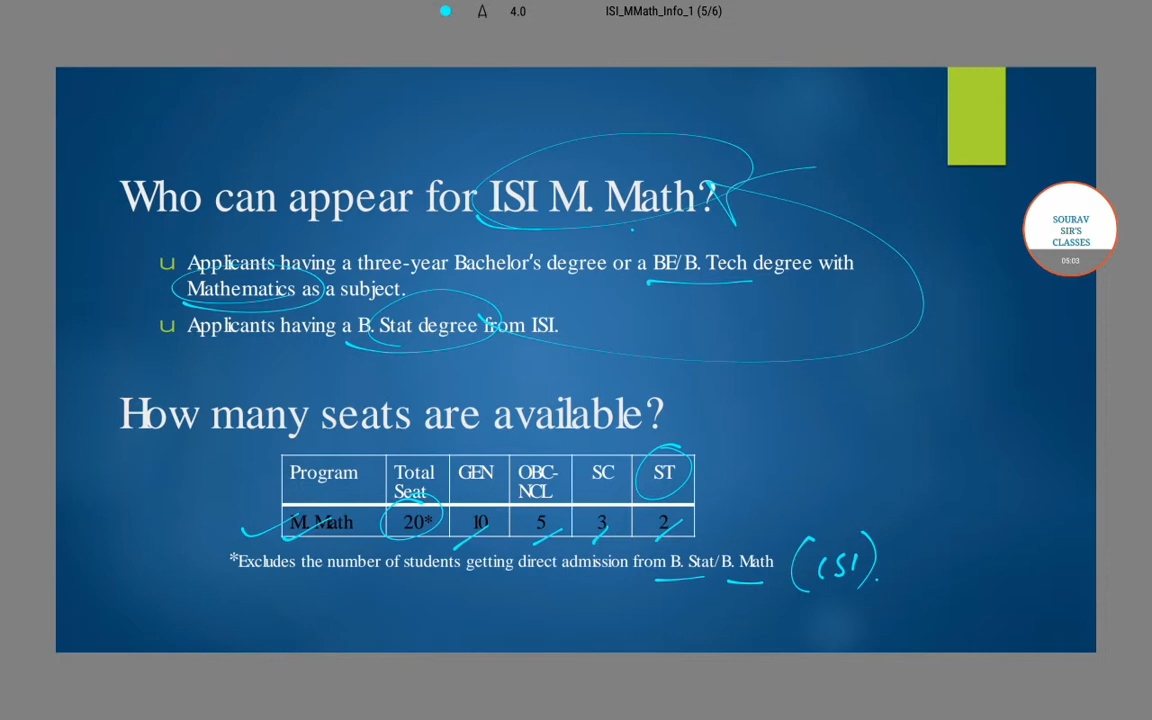 4.0 ISI_MMath_Info_1 (5/6)
Who can appear for ISI M. Math?
SOURAV
SIR'S
CLASSES
05:03
u Applicants having a three-year Bachelor's degree or a BE/B. Tech degree with
Mathematics as a subject.
u Applicants having a B. Stat degree from ISI.
How many seats are available?
Program Total Seat GEN OBC-NCL SC ST
M. Math 20* 10 5 3 2
*Excludes the number of students getting direct admission from B. Stat/B. Math (ISI).